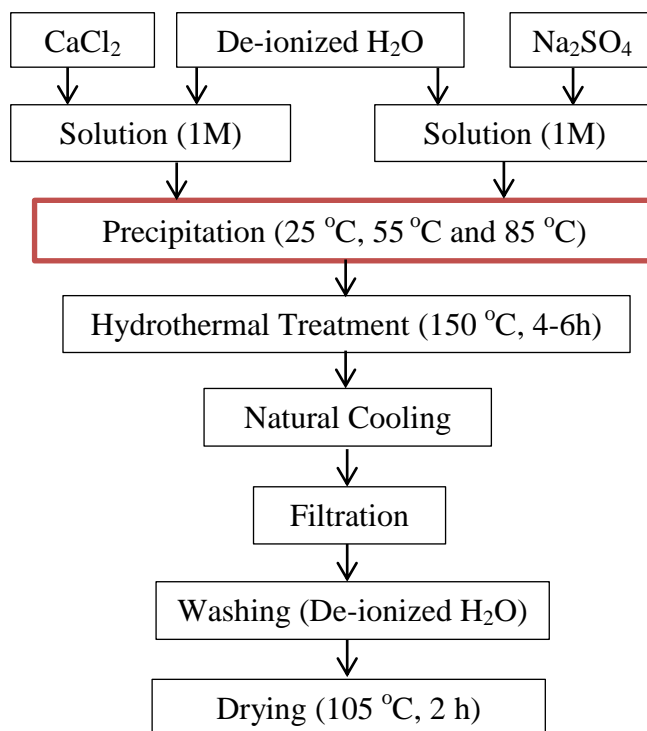 CaCl₂
De-ionized H₂O
Na₂SO₄
Solution (1M)
Solution (1M)
Precipitation (25 °C, 55 °C and 85 °C)
Hydrothermal Treatment (150 °C, 4-6h)
Natural Cooling
Filtration
Washing (De-ionized H₂O)
Drying (105 °C, 2 h)